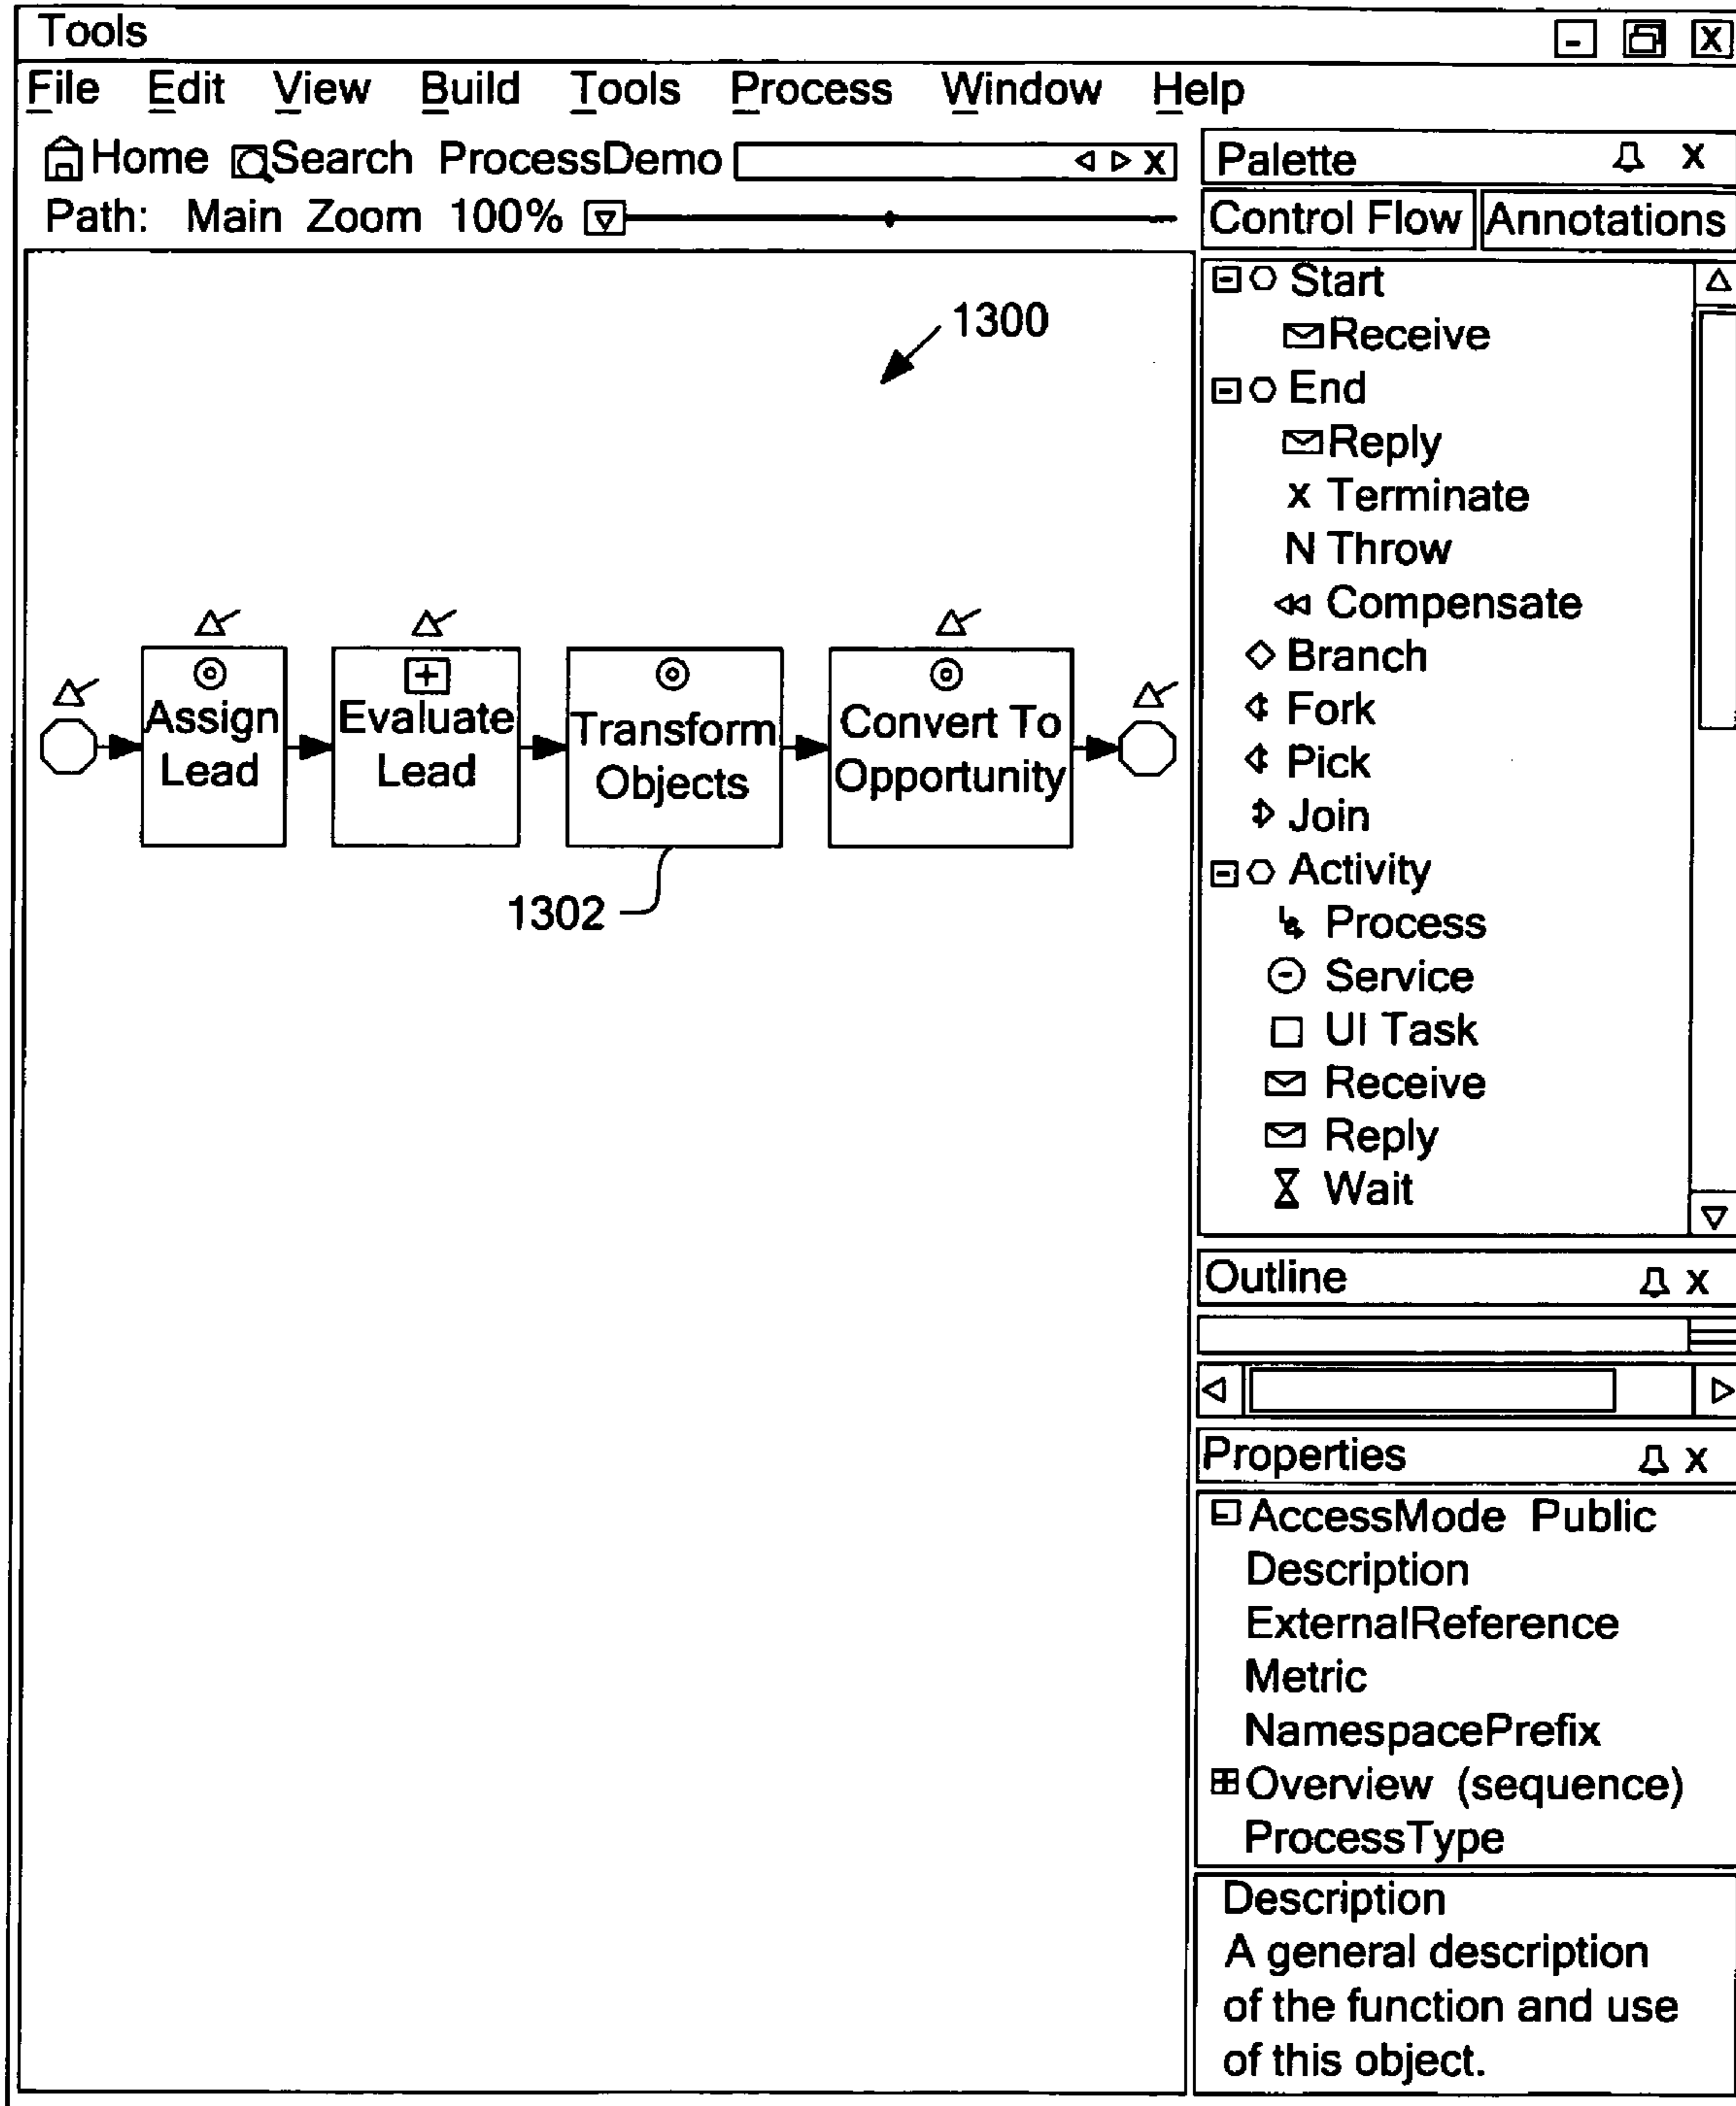 Tools
File Edit View Build Tools Process Window Help
Home Search ProcessDemo
Path: Main Zoom 100%
1300
Assign
Lead
Evaluate
Lead
Transform
Objects
Convert To
Opportunity
1302
Palette X
Control Flow Annotations
Start
Receive
End
Reply
X Terminate
N Throw
Compensate
Branch
Fork
Pick
Join
Activity
Process
Service
UI Task
Receive
Reply
Wait
Outline X
Properties X
AccessMode Public
Description
ExternalReference
Metric
NamespacePrefix
Overview (sequence)
ProcessType
Description
A general description
of the function and use
of this object.